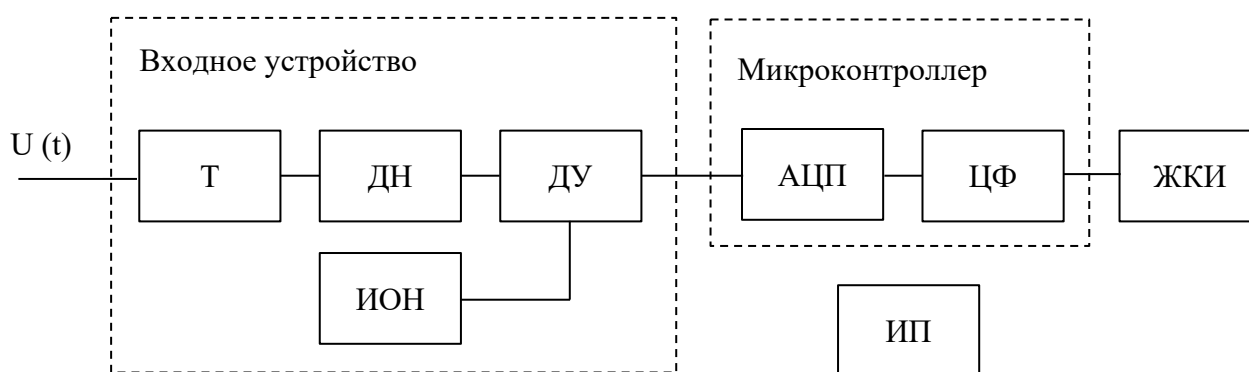 Входное устройство
Микроконтроллер
U (t)
Т
ДН
ДУ
АЦП
ЦФ
ЖКИ
ИОН
ИП